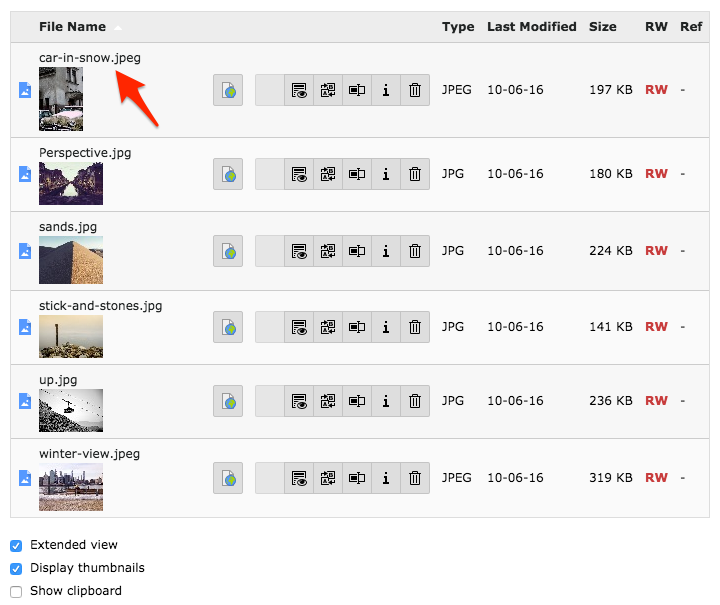 File Name Type Last Modified Size RW Ref
car-in-snow.jpeg
JPEG 10-06-16 197 KB RW -
Perspective.jpg
JPG 10-06-16 180 KB RW -
sands.jpg
JPG 10-06-16 224 KB RW -
stick-and-stones.jpg
JPG 10-06-16 141 KB RW -
up.jpg
JPG 10-06-16 236 KB RW -
winter-view.jpeg
JPEG 10-06-16 319 KB RW -
Extended view
Display thumbnails
Show clipboard